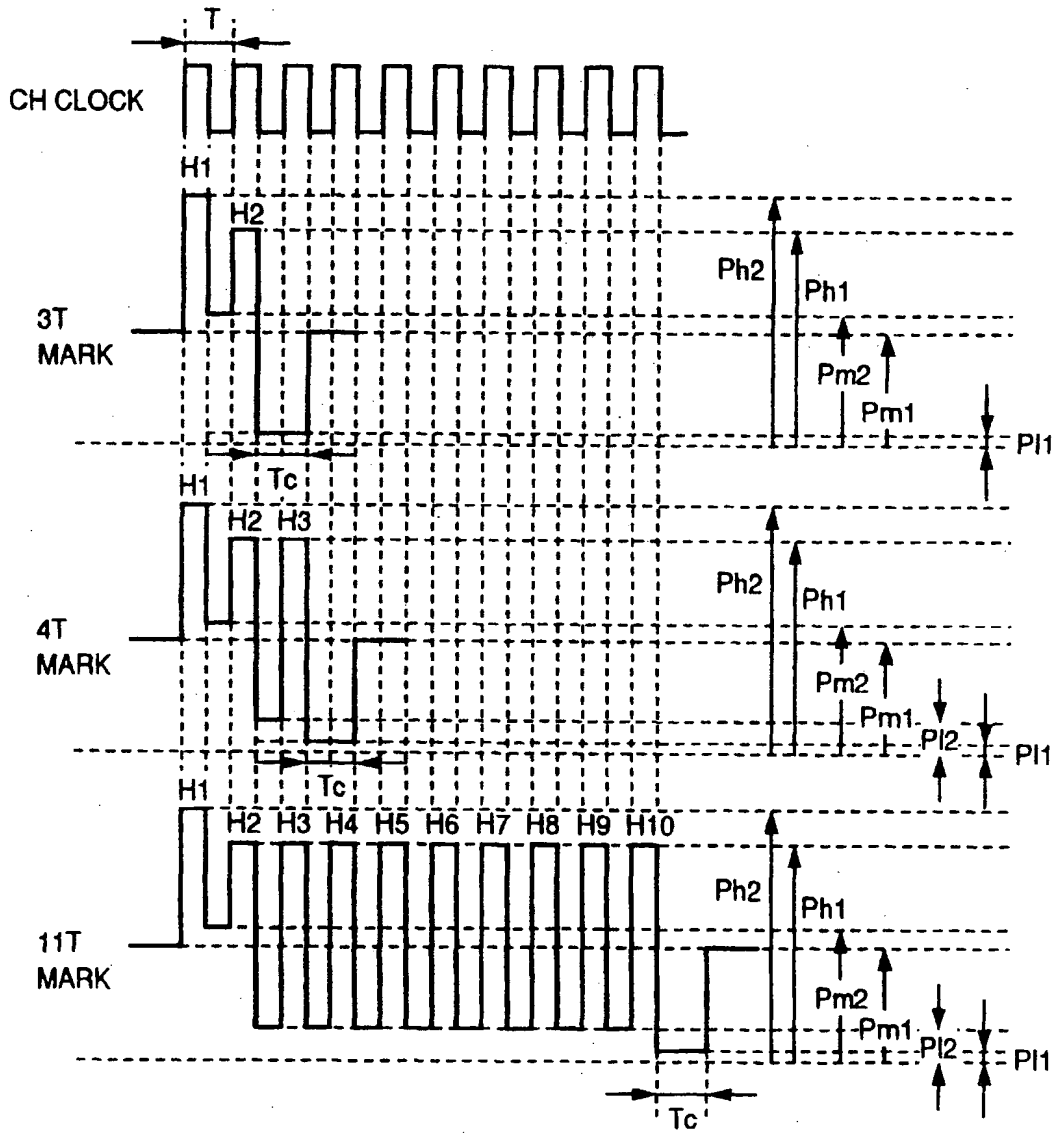 T
CH CLOCK
H1
H2
3T
MARK
Ph2
Ph1
Pm2
Pm1
Pl1
Tc
H1
H2 H3
4T
MARK
Ph2
Ph1
Pm2
Pm1
Pl2
Pl1
Tc
H1
H2 H3 H4 H5 H6 H7 H8 H9 H10
11T
MARK
Ph2
Ph1
Pm2
Pm1
Pl2
Pl1
Tc